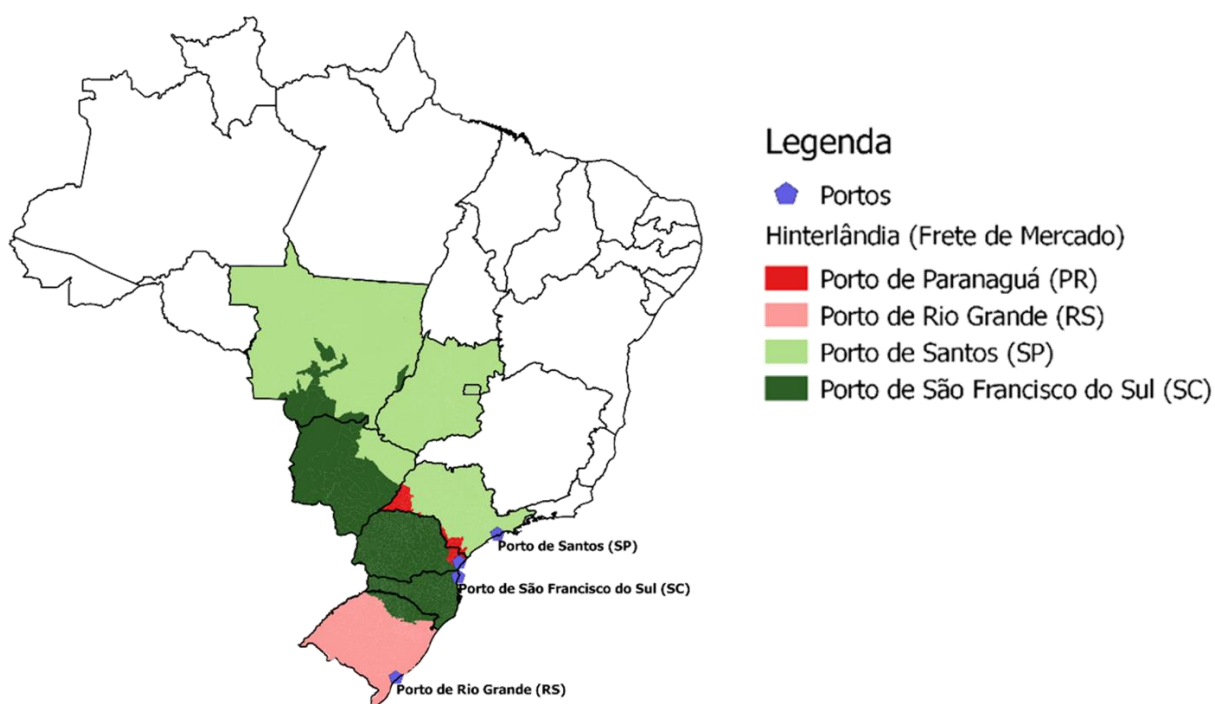 Legenda
Portos
Hinterlândia (Frete de Mercado)
Porto de Paranaguá (PR)
Porto de Rio Grande (RS)
Porto de Santos (SP)
Porto de São Francisco do Sul (SC)
Porto de Santos (SP)
Porto de São Francisco do Sul (SC)
Porto de Rio Grande (RS)